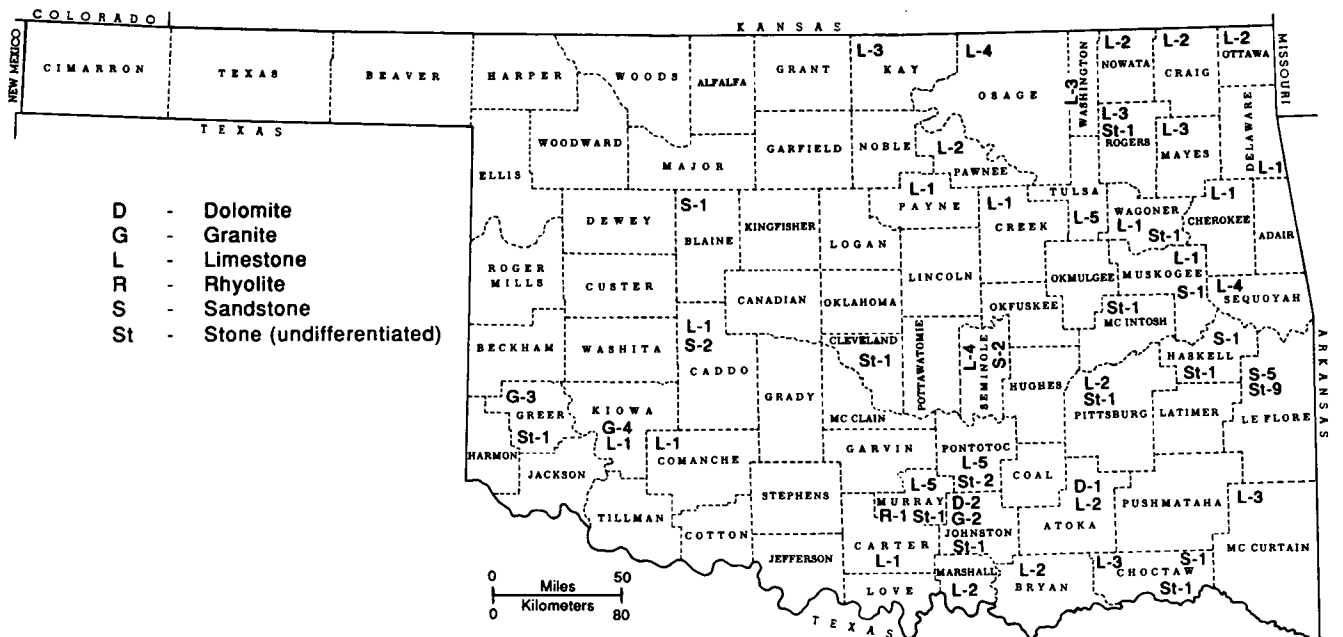 COLORADO
KANSAS
NEW MEXICO
MISSOURI
CIMARRON
TEXAS
BEAVER
HARPER
WOODS
ALFALFA
GRANT
L-3
KAY
L-4
OSAGE
L-3
WASHINGTON
L-2
NOWATA
L-2
CRAIG
L-2
OTTAWA
TEXAS
ELLIS
WOODWARD
MAJOR
GARFIELD
NOBLE
L-2
PAWNEE
L-3
St-1
ROGERS
L-3
MAYES
DELAWARE
L-1
D - Dolomite
G - Granite
L - Limestone
R - Rhyolite
S - Sandstone
St - Stone (undifferentiated)
DEWEY
S-1
BLAINE
KINGFISHER
LOGAN
L-1
PAYNE
L-1
CREEK
TULSA
L-5
WAGONER
L-1
St-1
L-1
CHEROKEE
ADAIR
ROGER
MILLS
CUSTER
CANADIAN
OKLAHOMA
LINCOLN
OKMULGEE
L-1
MUSKOGEE
S-1
L-4
SEQUOYAH
BECKHAM
WASHITA
L-1
S-2
CADDO
GRADY
CLEVELAND
St-1
MC CLAIN
POTTAWATOMIE
L-4
SEMINOLE
S-2
OKFUSKEE
HUGHES
St-1
MC INTOSH
S-1
HASKELL
St-1
S-5
St-9
LE FLORE
ARKANSAS
G-3
GREER
St-1
HARMON
JACKSON
KIOWA
G-4
L-1
L-1
COMANCHE
GARVIN
L-5
PONTOTOC
L-5
St-2
COAL
L-2
St-1
PITTSBURG
LATIMER
TILLMAN
COTTON
STEPHENS
JEFFERSON
MURRAY
R-1
St-1
D-2
G-2
JOHNSTON
St-1
D-1
L-2
ATOKA
PUSHMATAHA
L-3
MC CURTAIN
CARTER
L-1
LOVE
MARSHALL
L-2
L-2
BRYAN
L-3
S-1
CHOCTAW
St-1
0 50
Miles
Kilometers
0 80
TEXAS